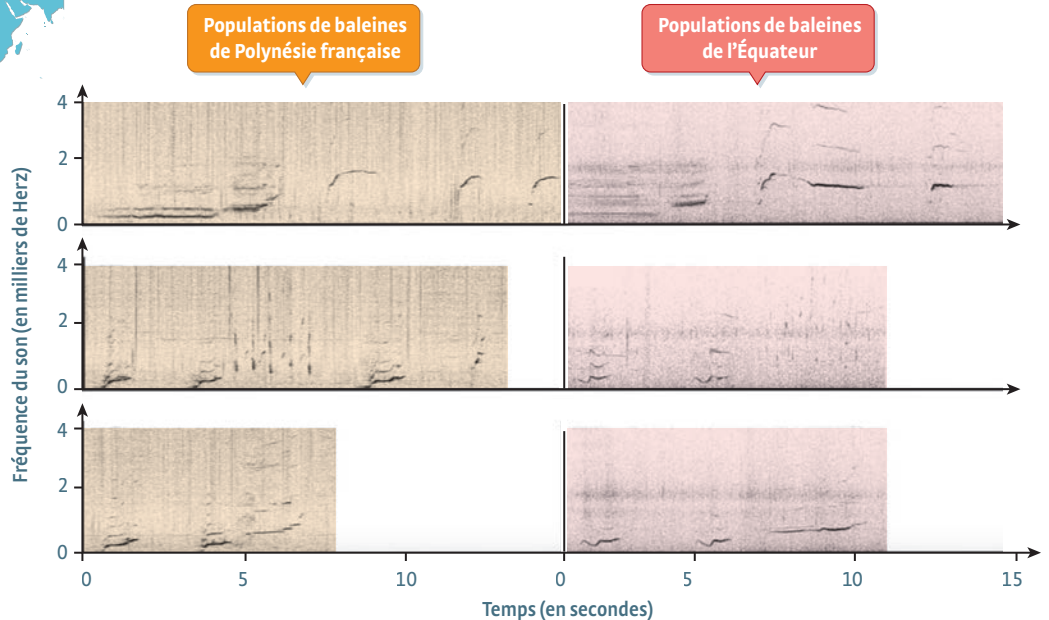 Populations de baleines
de Polynésie française
Populations de baleines
de l'Équateur
Fréquence du son (en milliers de Herz)
4
2
0
4
2
0
4
2
0
0
5
10
0
5
10
15
Temps (en secondes)